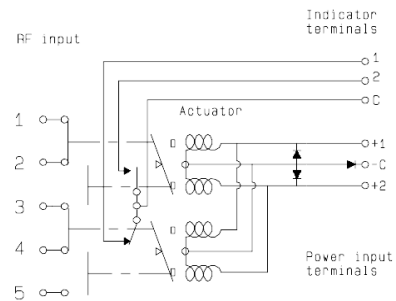 Indicator
terminals
RF input
1
2
C
Actuator
1
2
3
4
5
+1
-C
+2
Power input
terminals